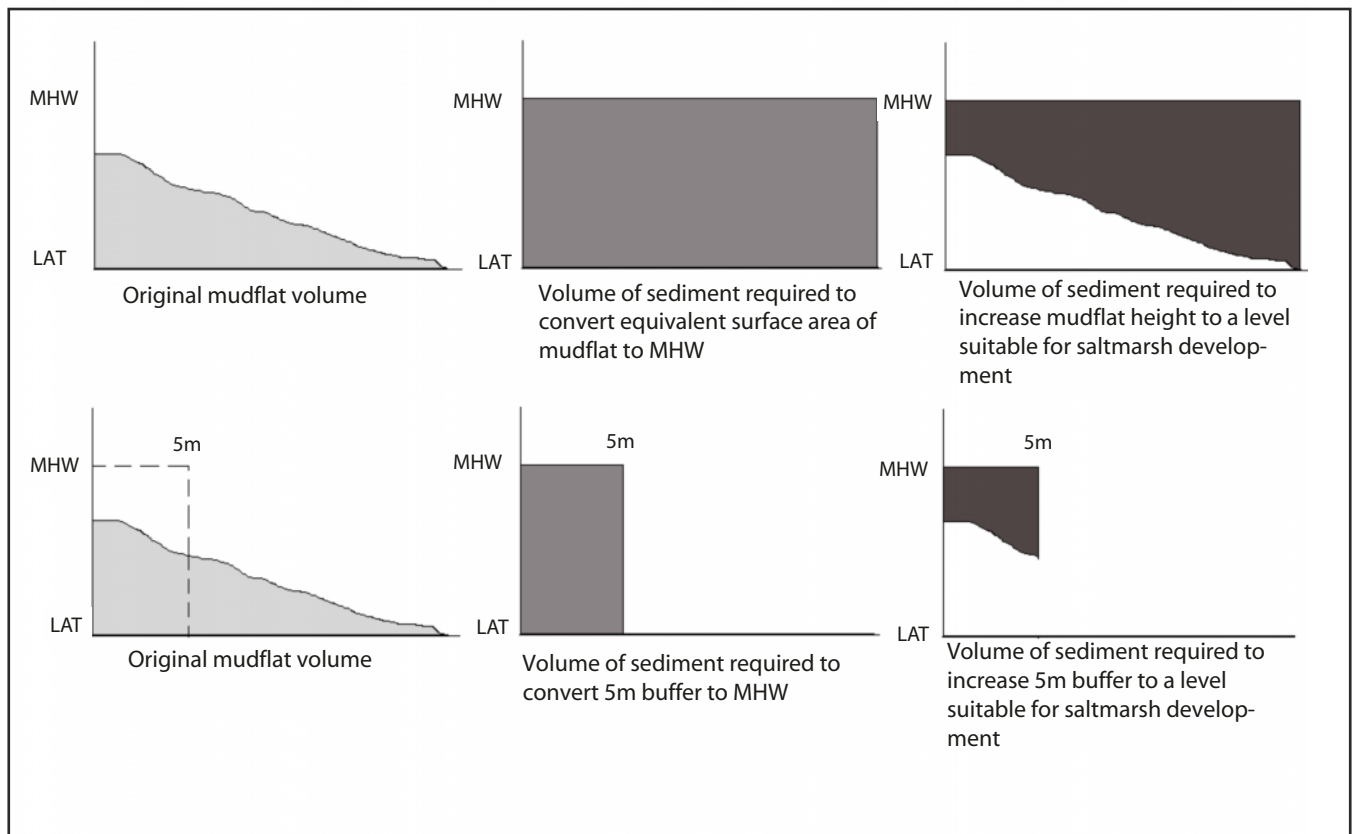 MHW
LAT
Original mudflat volume
MHW
LAT
Volume of sediment required to
convert equivalent surface area of
mudflat to MHW
MHW
LAT
Volume of sediment required to
increase mudflat height to a level
suitable for saltmarsh develop-
ment
5m
MHW
LAT
Original mudflat volume
5m
MHW
LAT
Volume of sediment required to
convert 5m buffer to MHW
5m
MHW
LAT
Volume of sediment required to
increase 5m buffer to a level
suitable for saltmarsh develop-
ment